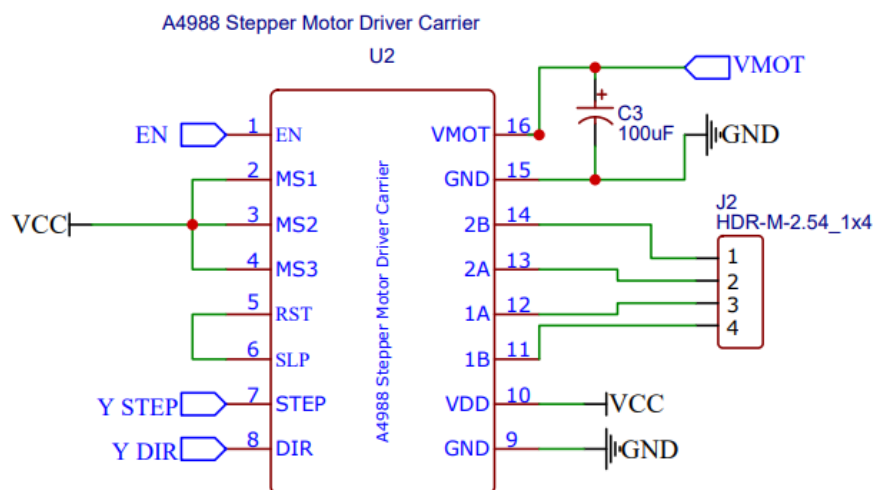 A4988 Stepper Motor Driver Carrier
U2
VMOT
EN 1 EN
VMOT 16
+
C3
100uF
GND
2 MS1
GND 15
J2
HDR-M-2.54_1x4
VCC
3 MS2
2B 14
1
4 MS3
2A 13
2
5 RST
1A 12
3
6 SLP
1B 11
4
A4988 Stepper Motor Driver Carrier
Y STEP 7 STEP
VDD 10 VCC
Y DIR 8 DIR
GND 9 GND